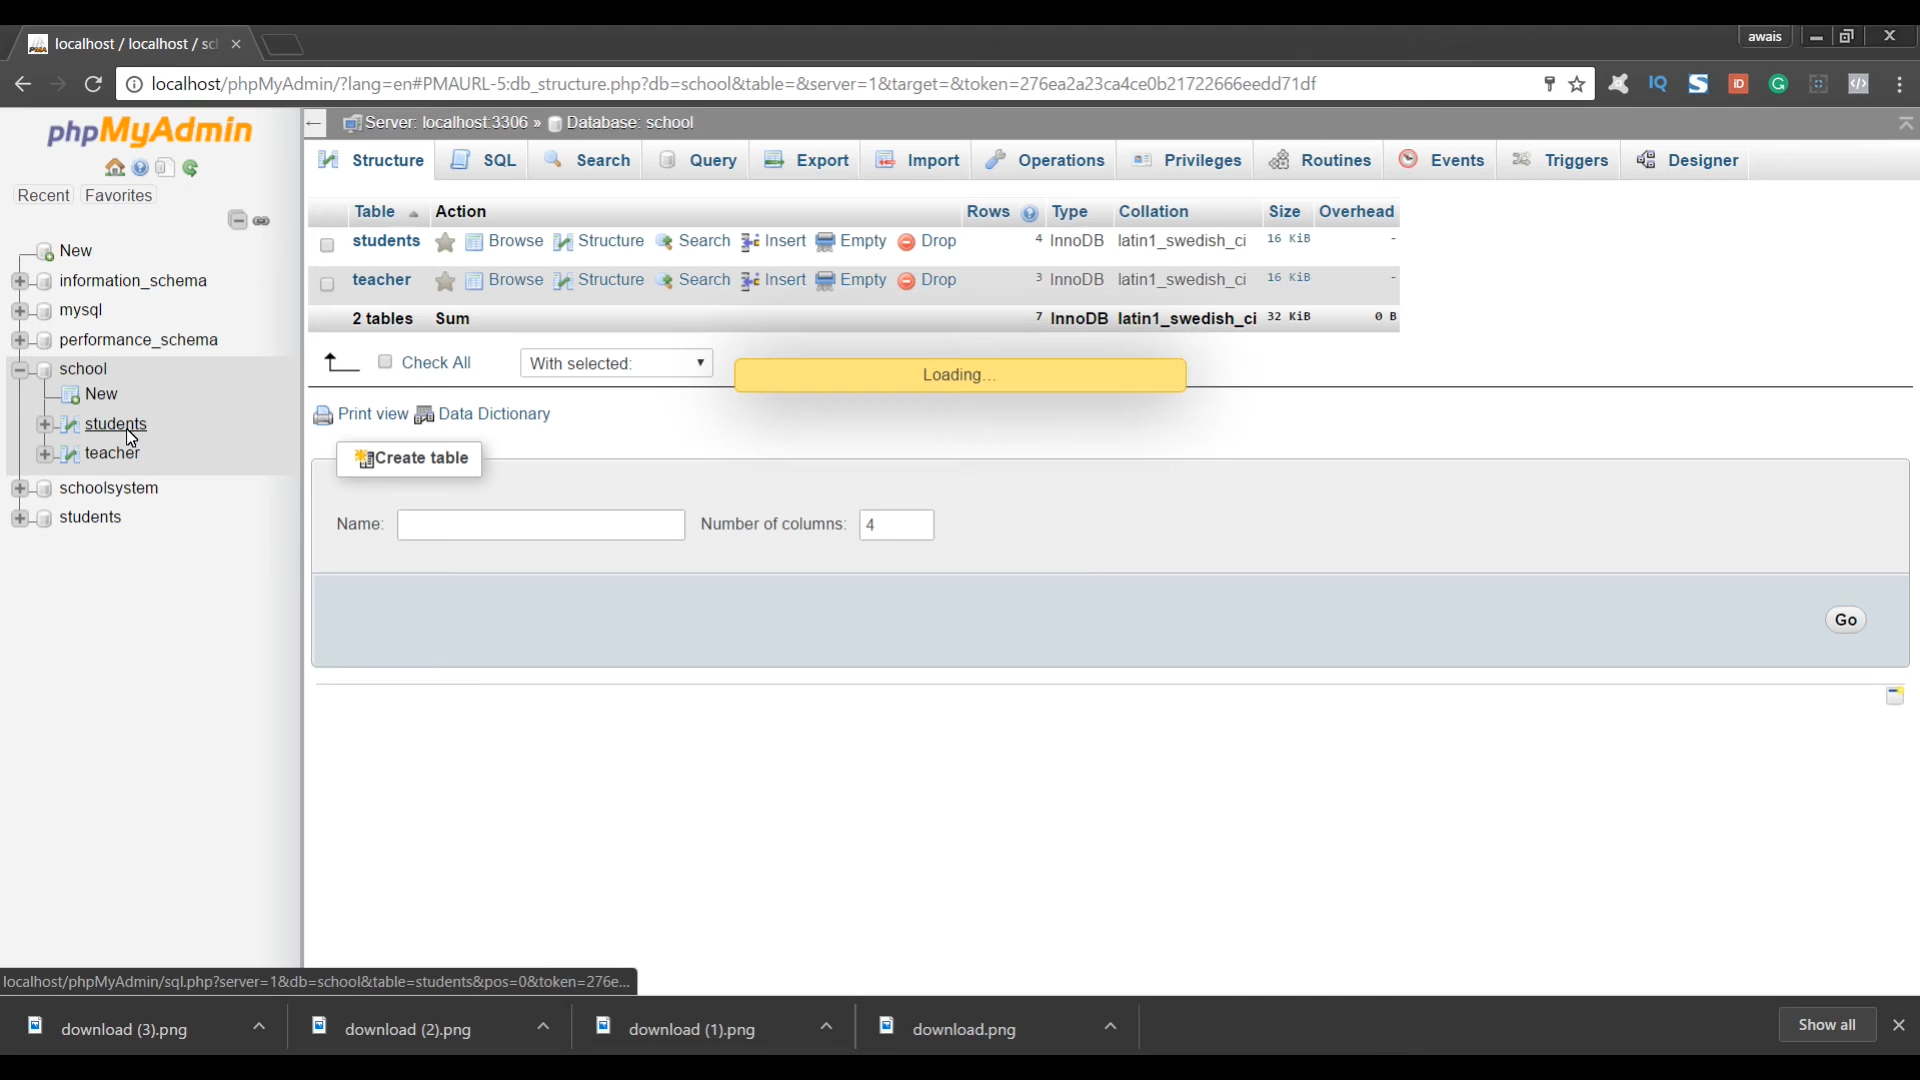 localhost / localhost / scl
awais
localhost/phpMyAdmin/?lang=en#PMAURL-5:db_structure.php?db=school&table=&server=1&target=&token=276ea2a23ca4ce0b21722666eedd71df
phpMyAdmin
Recent Favorites
New
information_schema
mysql
performance_schema
school
New
students
teacher
schoolsystem
students
Server: localhost:3306 » Database: school
Structure SQL Search Query Export Import Operations Privileges Routines Events Triggers Designer
Table Action Rows Type Collation Size Overhead
students Browse Structure Search Insert Empty Drop 4 InnoDB latin1_swedish_ci 16 KiB -
teacher Browse Structure Search Insert Empty Drop 3 InnoDB latin1_swedish_ci 16 KiB -
2 tables Sum 7 InnoDB latin1_swedish_ci 32 KiB 0 B
Check All With selected:
Loading...
Print view Data Dictionary
Create table
Name: Number of columns: 4
Go
localhost/phpMyAdmin/sql.php?server=1&db=school&table=students&pos=0&token=276e...
download (3).png download (2).png download (1).png download.png Show all